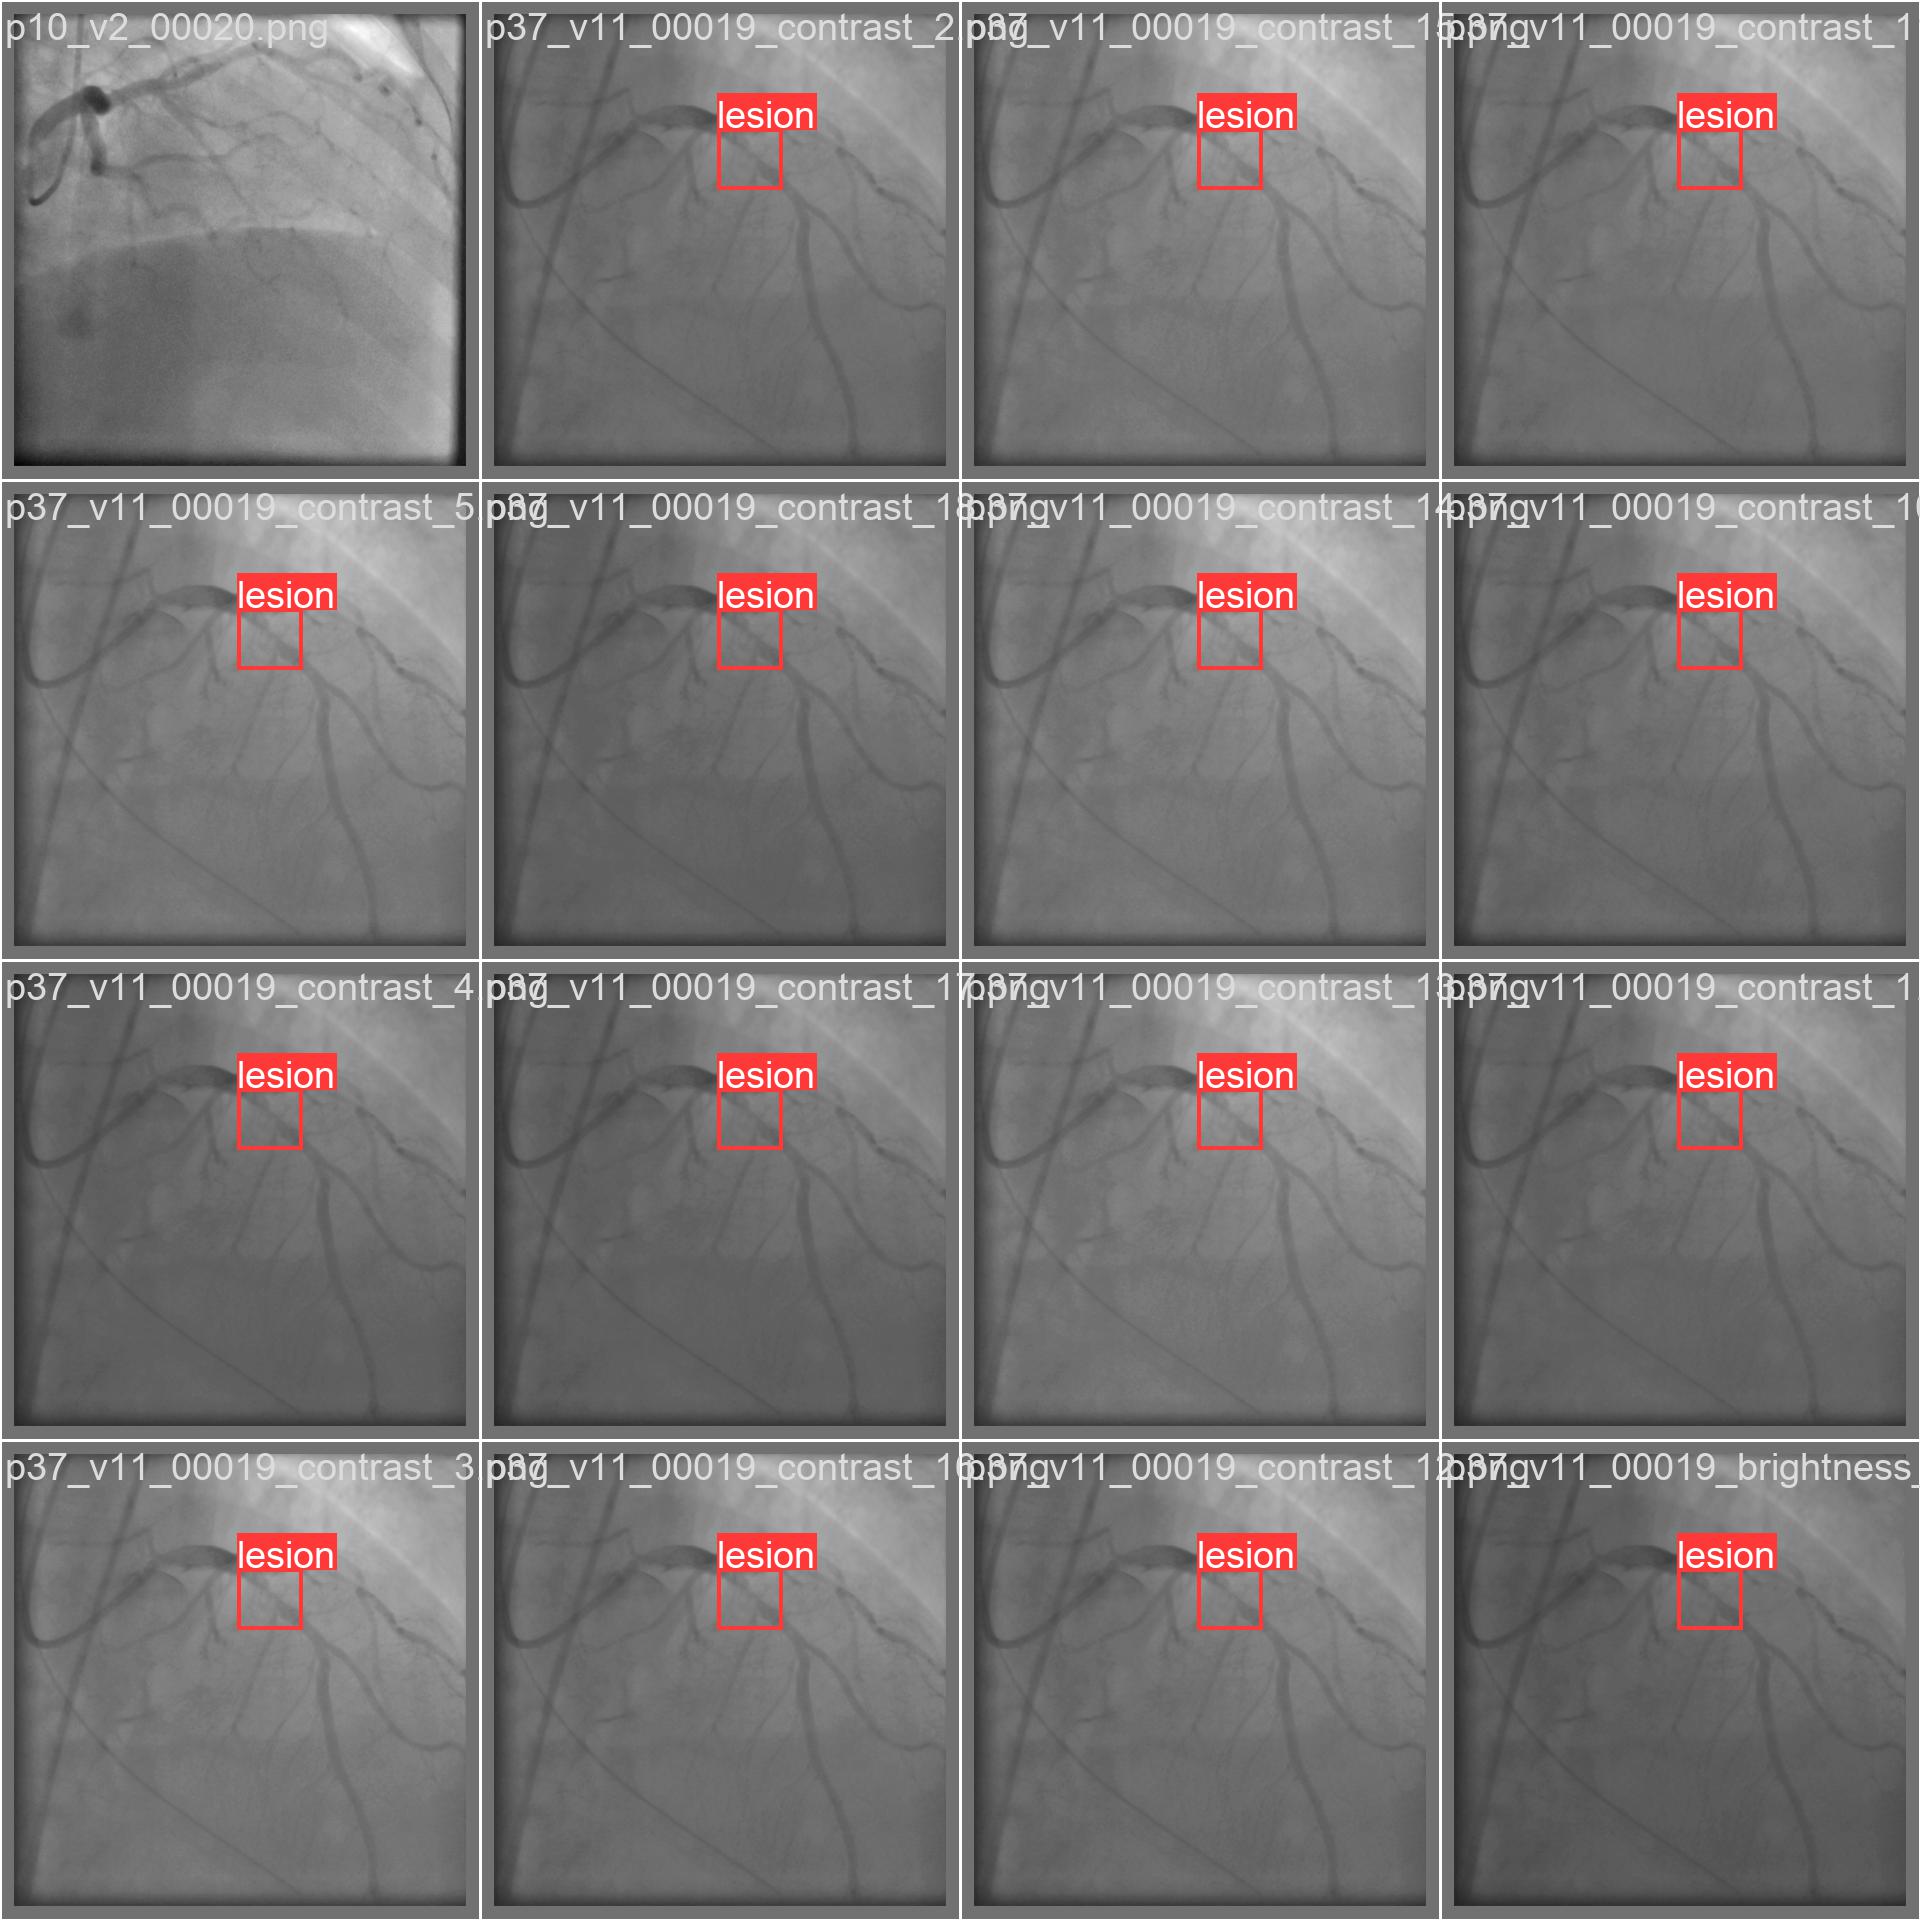 p10_v2_00020.png
p37_v11_00019_contrast_2.png
p37_v11_00019_contrast_15.png
p37_v11_00019_contrast_1
lesion
lesion
lesion
p37_v11_00019_contrast_5.png
p37_v11_00019_contrast_18.png
p37_v11_00019_contrast_14.png
p37_v11_00019_contrast_10
lesion
lesion
lesion
lesion
p37_v11_00019_contrast_4.png
p37_v11_00019_contrast_17.png
p37_v11_00019_contrast_13.png
p37_v11_00019_contrast_1.
lesion
lesion
lesion
lesion
p37_v11_00019_contrast_3.png
p37_v11_00019_contrast_16.png
p37_v11_00019_contrast_12.png
p37_v11_00019_brightness_
lesion
lesion
lesion
lesion